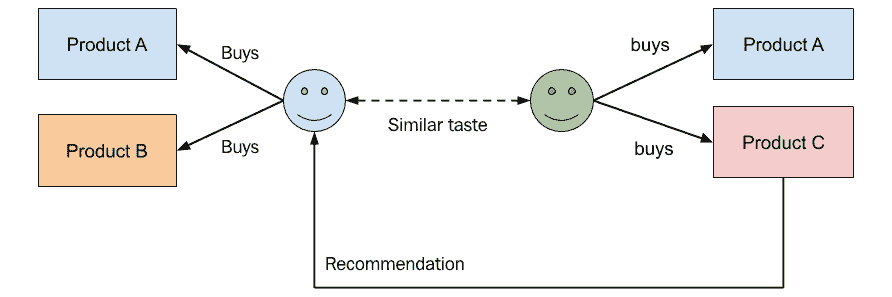 Product A
Buys
buys
Product A
Similar taste
Product B
Buys
buys
Product C
Recommendation